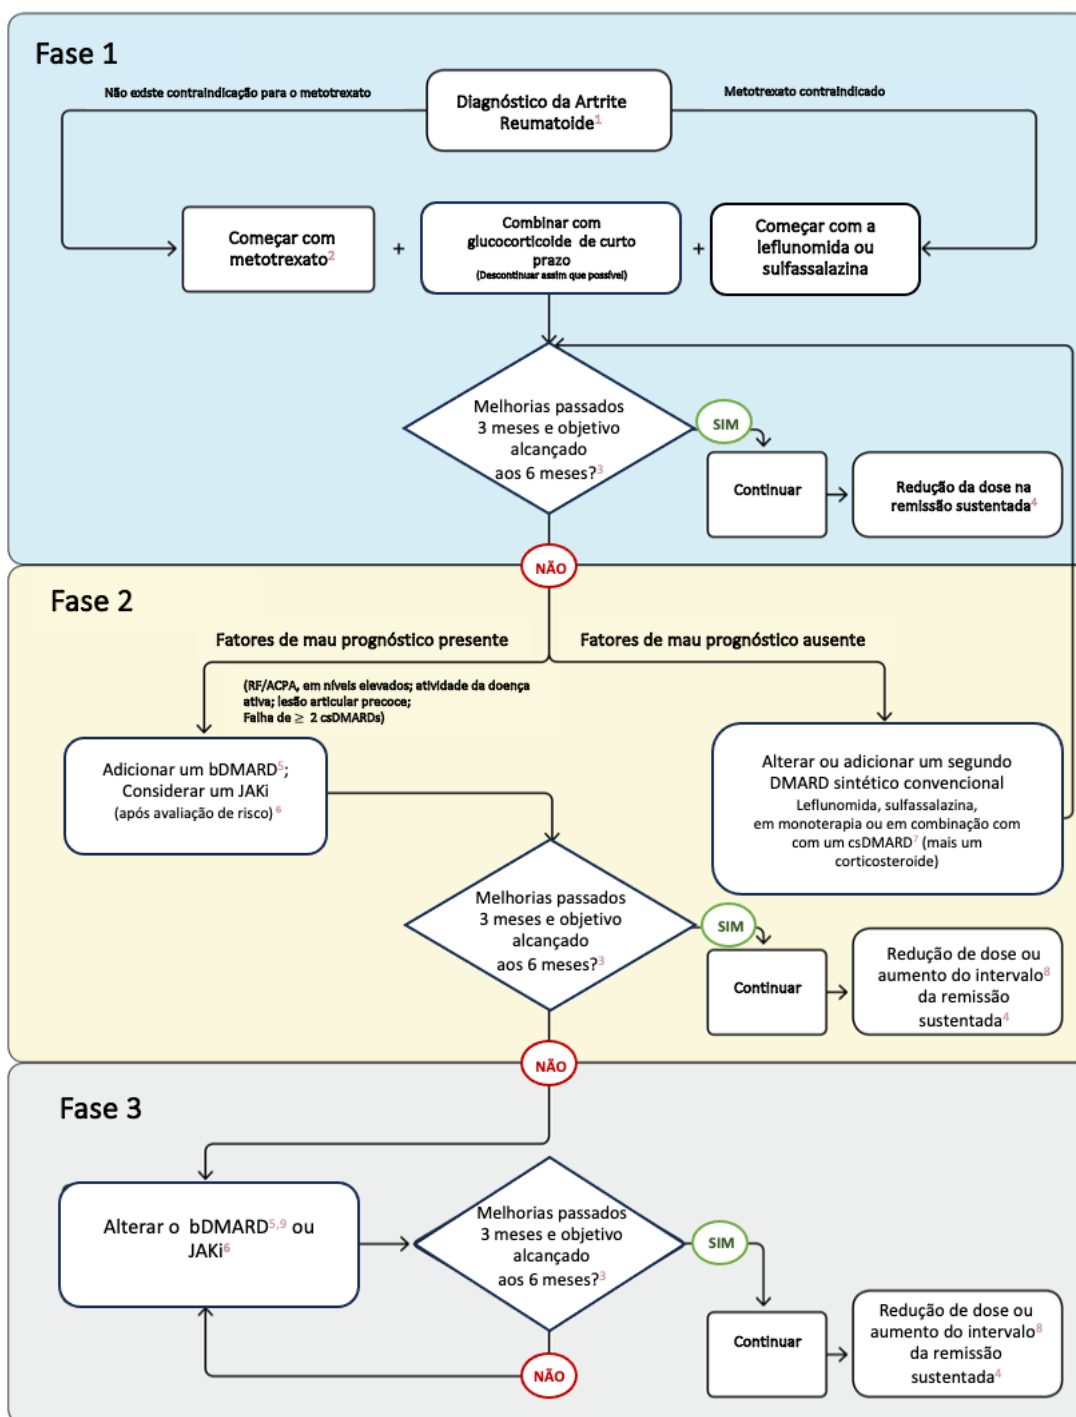 Fase 1
Não existe contraindicação para o metotrexato
Diagnóstico da Artrite
Reumatoide1
Metotrexato contraindicado
Começar com
metotrexato2
+
Combinar com
glucocorticoide de curto
prazo
(Descontinuar assim que possível)
+
Começar com a
leflunomida ou
sulfassalazina
Melhorias passados
3 meses e objetivo
alcançado
aos 6 meses?3
SIM
Continuar
Redução da dose na
remissão sustentada4
NÃO
Fase 2
Fatores de mau prognóstico presente
Fatores de mau prognóstico ausente
(RF/ACPA, em níveis elevados; atividade da doença
ativa; lesão articular precoce;
Falha de ≥ 2 csDMARDs)
Adicionar um bDMARD5;
Considerar um JAKi
(após avaliação de risco) 6
Alterar ou adicionar um segundo
DMARD sintético convencional
Leflunomida, sulfassalazina,
em monoterapia ou em combinação com
com um csDMARD7 (mais um
corticosteroide)
Melhorias passados
3 meses e objetivo
alcançado
aos 6 meses?3
SIM
Continuar
Redução de dose ou
aumento do intervalo8
da remissão
sustentada4
NÃO
Fase 3
Alterar o bDMARD5,9 ou
JAKi6
Melhorias passados
3 meses e objetivo
alcançado
aos 6 meses?3
SIM
Continuar
Redução de dose ou
aumento do intervalo8
da remissão
sustentada4
NÃO